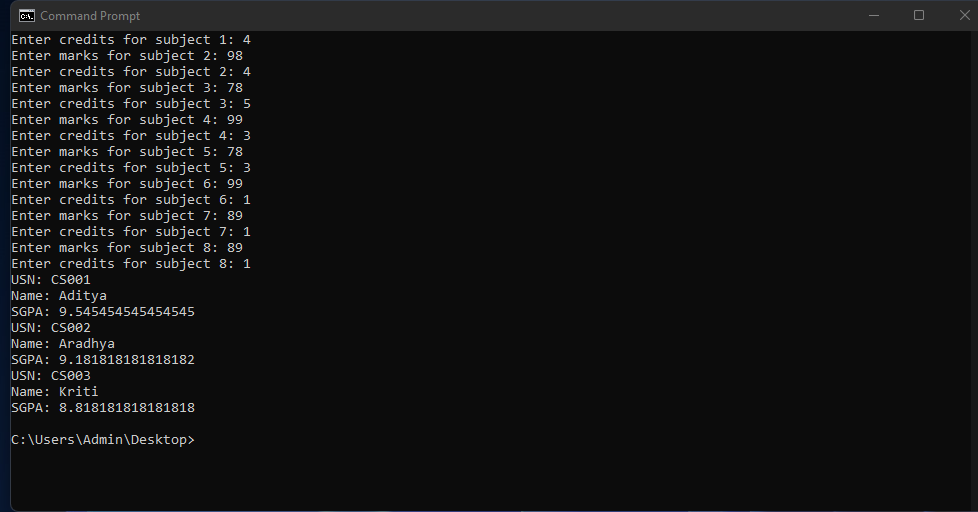 Command Prompt
Enter credits for subject 1: 4
Enter marks for subject 2: 98
Enter credits for subject 2: 4
Enter marks for subject 3: 78
Enter credits for subject 3: 5
Enter marks for subject 4: 99
Enter credits for subject 4: 3
Enter marks for subject 5: 78
Enter credits for subject 5: 3
Enter marks for subject 6: 99
Enter credits for subject 6: 1
Enter marks for subject 7: 89
Enter credits for subject 7: 1
Enter marks for subject 8: 89
Enter credits for subject 8: 1
USN: CS001
Name: Aditya
SGPA: 9.545454545454545
USN: CS002
Name: Aradhya
SGPA: 9.181818181818182
USN: CS003
Name: Kriti
SGPA: 8.818181818181818
C:\Users\Admin\Desktop>